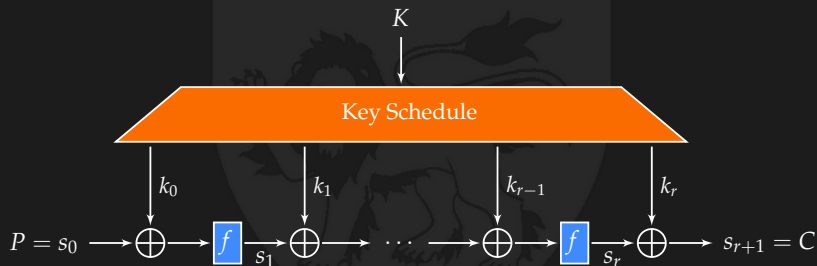 K
Key Schedule
k₀ k₁ kᵣ₋₁ kᵣ
P = s₀ f s₁ ⋯ f sᵣ sᵣ₊₁ = C